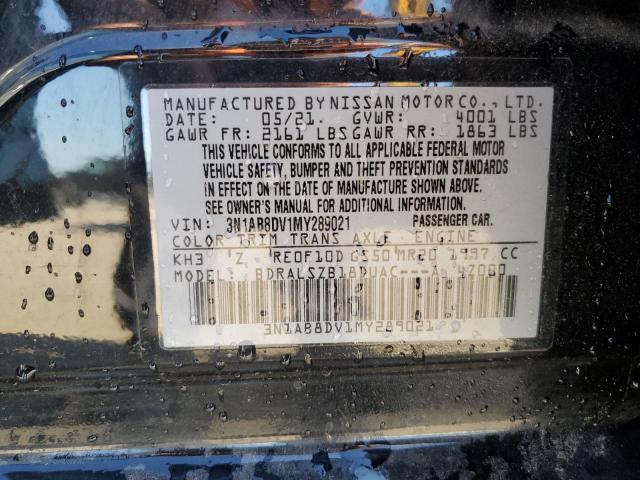 MANUFACTURED BY NISSAN MOTOR CO., LTD.
DATE: 05/21. GVWR: 4001 LBS
GAWR FR: 2161 LBS GAWR RR: 1863 LBS
THIS VEHICLE CONFORMS TO ALL APPLICABLE FEDERAL MOTOR
VEHICLE SAFETY, BUMPER AND THEFT PREVENTION STANDARDS
IN EFFECT ON THE DATE OF MANUFACTURE SHOWN ABOVE.
SEE OWNER'S MANUAL FOR ADDITIONAL INFORMATION.
VIN: 3N1AB8DV1MY289021 PASSENGER CAR.
COLOR TRIM TRANS AXLE ENGINE
KH3 Z RE0F10D MR20 1997 CC
MODEL: BDRALSZB18DUAC---A
3N1AB8DV1MY289021